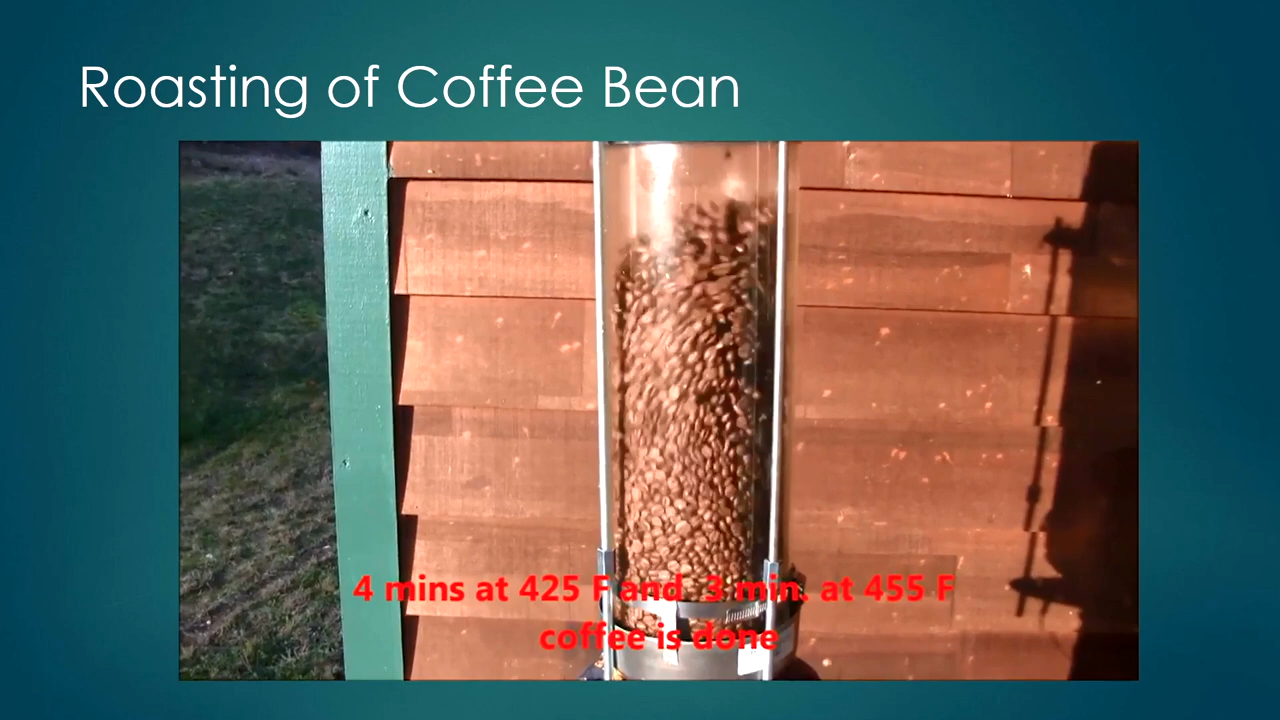 Roasting of Coffee Bean
4 mins at 425 F and  3 min. at 455 F
coffee is done